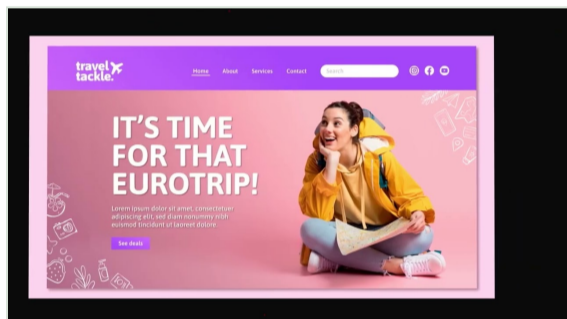 travel
tackle.
Home About Services Contact Search
IT'S TIME
FOR THAT
EUROTRIP!
Lorem ipsum dolor sit amet, consectetuer
adipiscing elit, sed diam nonummy nibh
euismod tincidunt ut laoreet dolore
See deals